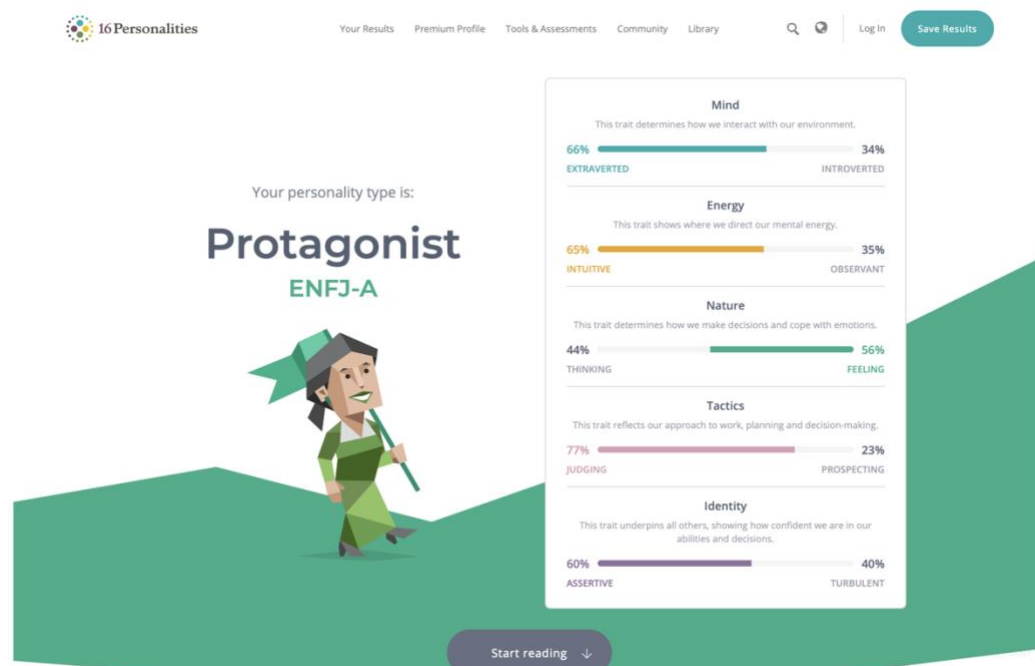 16Personalities
Your Results Premium Profile Tools & Assessments Community Library Log In Save Results
Your personality type is:
Protagonist
ENFJ-A
Mind
This trait determines how we interact with our environment.
66% 34%
EXTRAVERTED INTROVERTED
Energy
This trait shows where we direct our mental energy.
65% 35%
INTUITIVE OBSERVANT
Nature
This trait determines how we make decisions and cope with emotions.
44% 56%
THINKING FEELING
Tactics
This trait reflects our approach to work, planning and decision-making.
77% 23%
JUDGING PROSPECTING
Identity
This trait underpins all others, showing how confident we are in our
abilities and decisions.
60% 40%
ASSERTIVE TURBULENT
Start reading